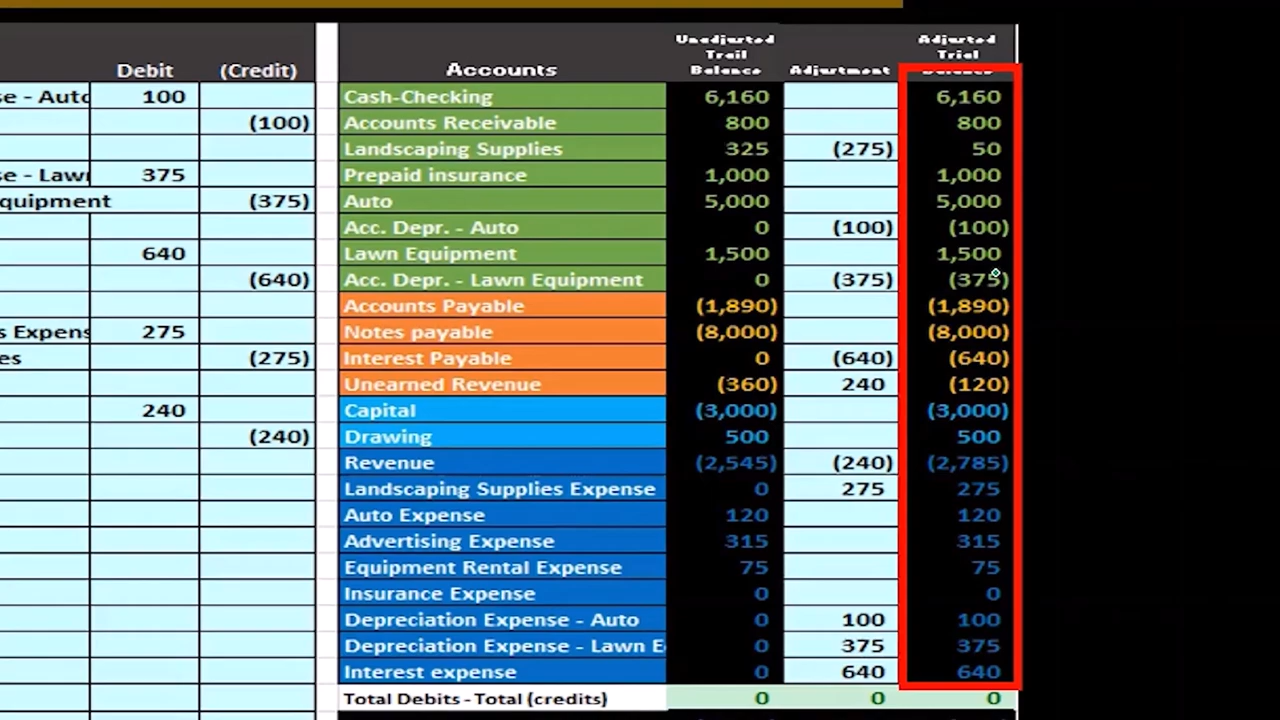 Debit (Credit) Accounts Unadjurted Trail Balance Adjurtment Adjurted Trial Balance
se - Auto 100 Cash-Checking 6,160 6,160
(100) Accounts Receivable 800 800
Landscaping Supplies 325 (275) 50
se - Lawn 375 Prepaid insurance 1,000 1,000
quipment (375) Auto 5,000 5,000
Acc. Depr. - Auto 0 (100) (100)
640 Lawn Equipment 1,500 1,500
(640) Acc. Depr. - Lawn Equipment 0 (375) (375)
Accounts Payable (1,890) (1,890)
s Expens 275 Notes payable (8,000) (8,000)
es (275) Interest Payable 0 (640) (640)
Unearned Revenue (360) 240 (120)
240 Capital (3,000) (3,000)
(240) Drawing 500 500
Revenue (2,545) (240) (2,785)
Landscaping Supplies Expense 0 275 275
Auto Expense 120 120
Advertising Expense 315 315
Equipment Rental Expense 75 75
Insurance Expense 0 0
Depreciation Expense - Auto 0 100 100
Depreciation Expense - Lawn E 0 375 375
Interest expense 0 640 640
Total Debits - Total (credits) 0 0 0